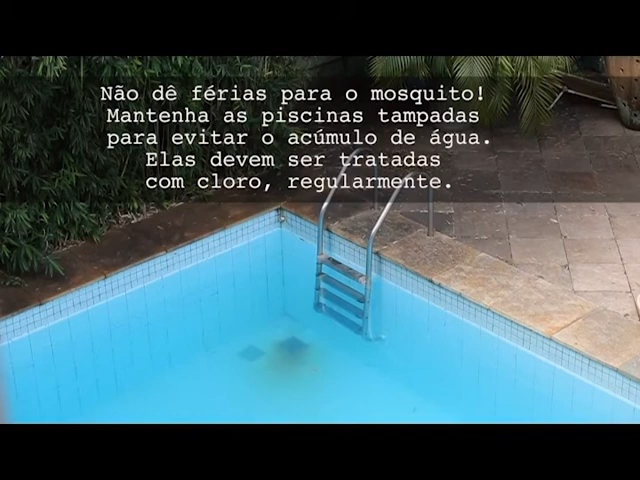 Não dê férias para o mosquito!
Mantenha as piscinas tampadas
para evitar o acúmulo de água.
Elas devem ser tratadas
com cloro, regularmente.